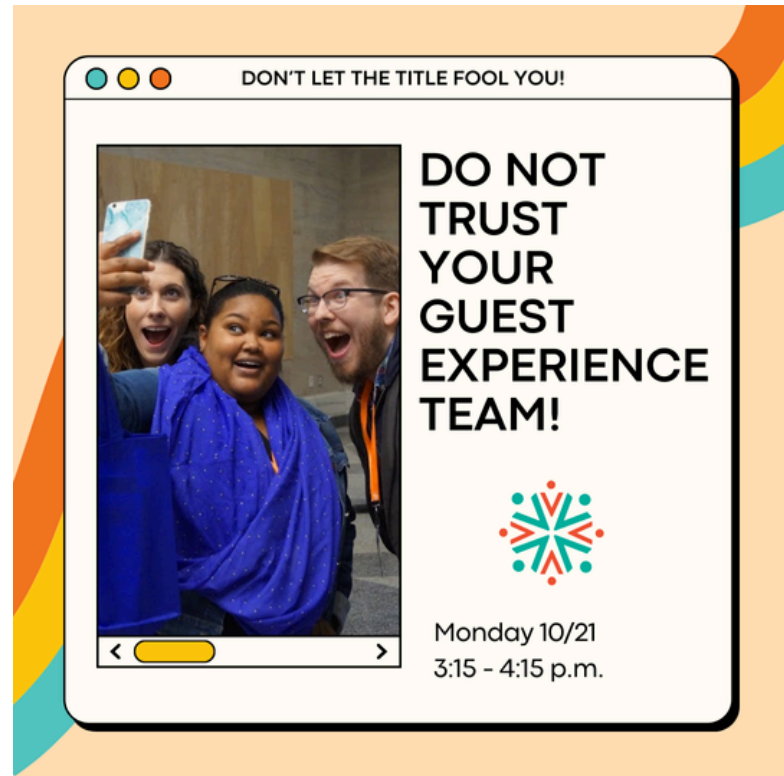 DON'T LET THE TITLE FOOL YOU!
DO NOT
TRUST
YOUR
GUEST
EXPERIENCE
TEAM!
Monday 10/21
3:15 - 4:15 p.m.